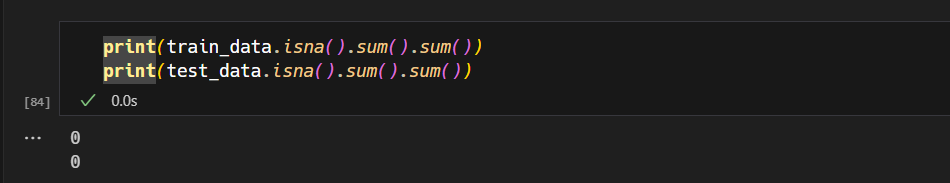 print(train_data.isna().sum().sum())
print(test_data.isna().sum().sum())
[84] ✓ 0.0s
... 0
0